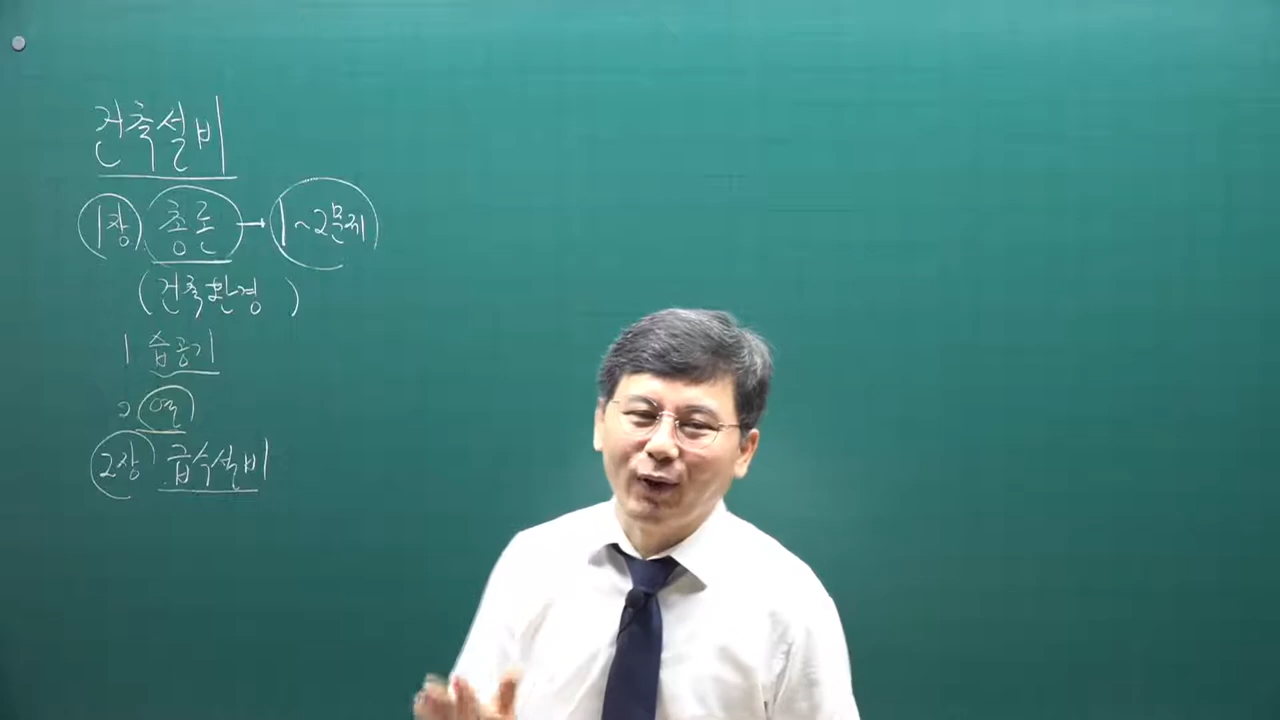 건축설비
1장 총론 → 1~2문제
(건축환경 )
1 습공기
2 열
2장 급수설비